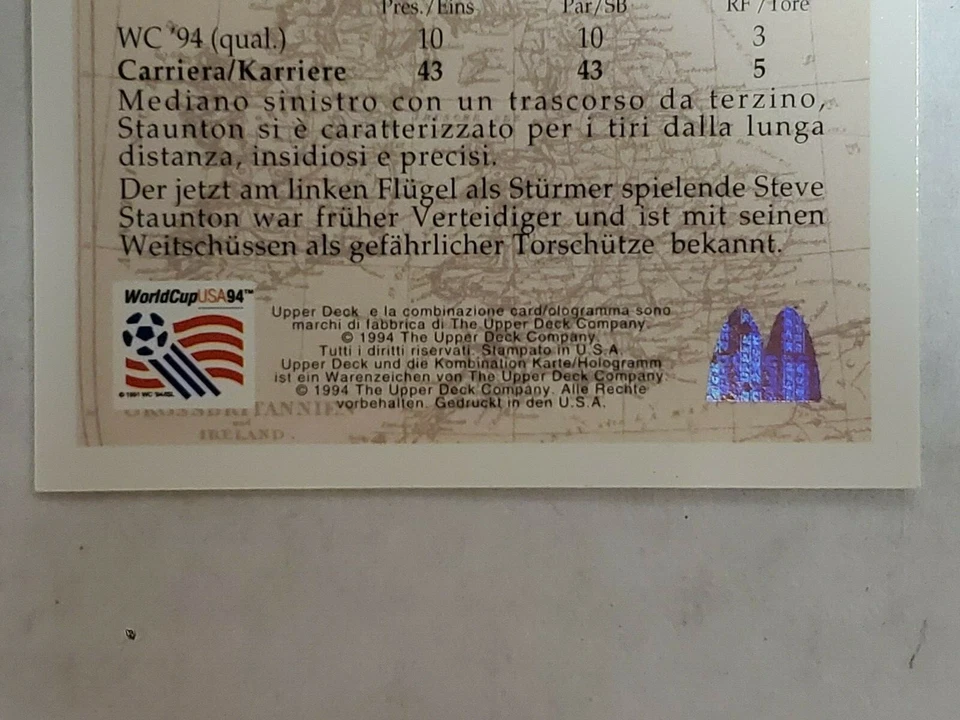 Pres./Eins Par/SB RF/Tore
WC '94 (qual.) 10 10 3
Carriera/Karriere 43 43 5
Mediano sinistro con un trascorso da terzino,
Staunton si è caratterizzato per i tiri dalla lunga
distanza, insidiosi e precisi.
Der jetzt am linken Flügel als Stürmer spielende Steve
Staunton war früher Verteidiger und ist mit seinen
Weitschüssen als gefährlicher Torschütze bekannt.
WorldCupUSA94™
Upper Deck e la combinazione card/ologramma sono
marchi di fabbrica di The Upper Deck Company.
© 1994 The Upper Deck Company.
Tutti i diritti riservati. Stampato in U.S.A.
Upper Deck und die Kombination Karte/Hologramm
ist ein Warenzeichen von The Upper Deck Company.
© 1994 The Upper Deck Company. Alle Rechte
vorbehalten. Gedruckt in den U.S.A.
GROSSBRITANNIEN
und
IRELAND.